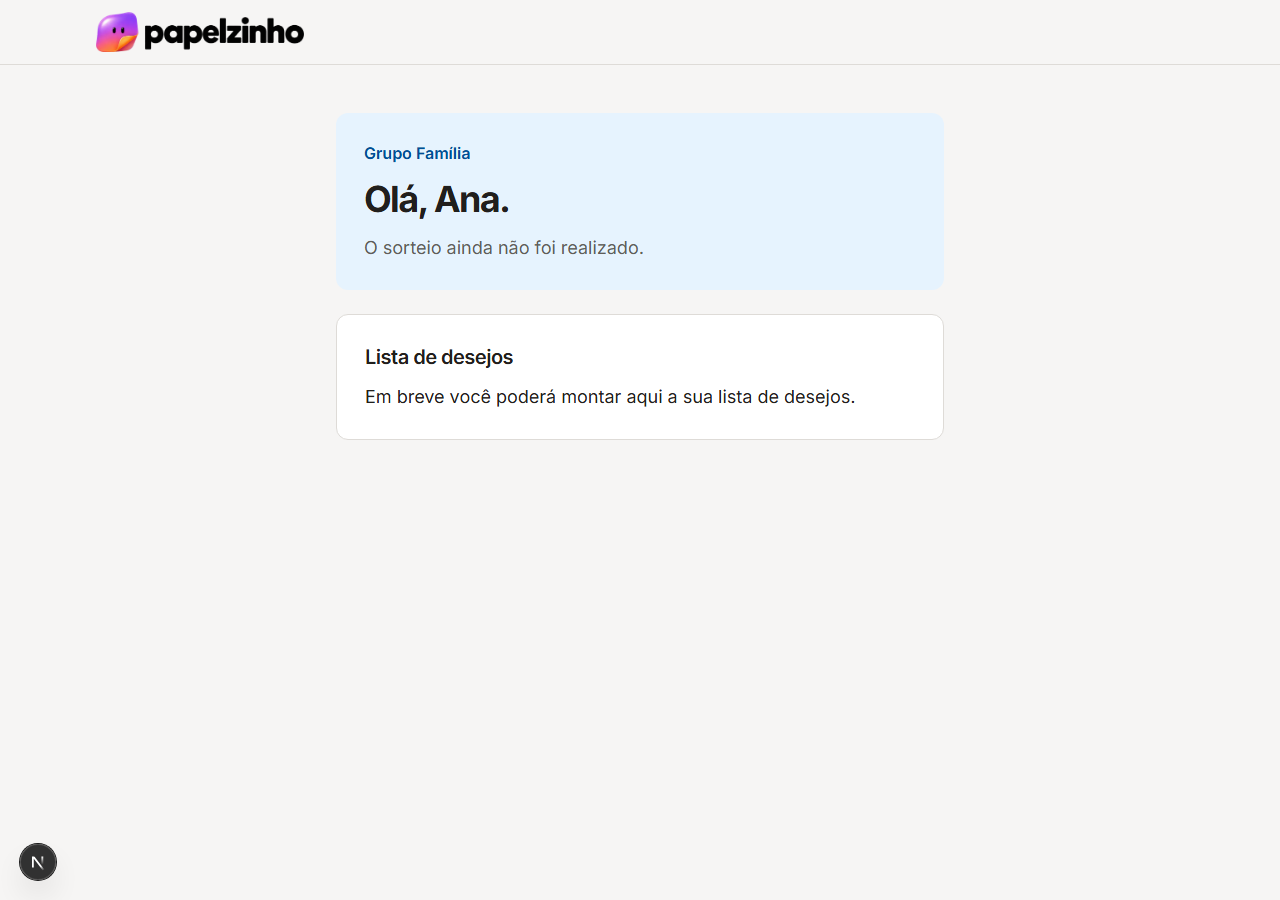 papelzinho
Grupo Família
Olá, Ana.
O sorteio ainda não foi realizado.
Lista de desejos
Em breve você poderá montar aqui a sua lista de desejos.
N